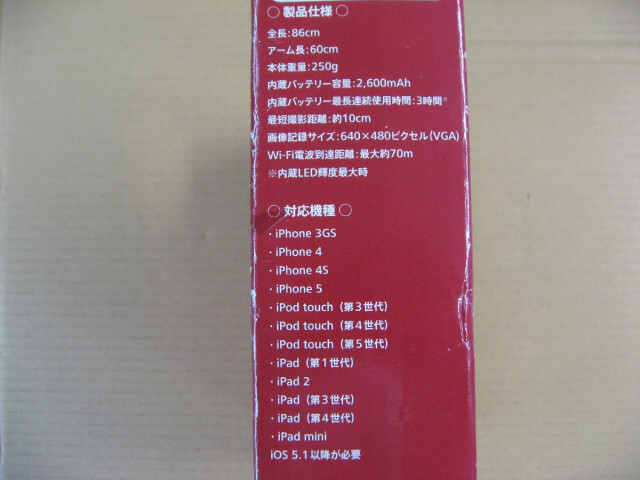 ○ 製品仕様 ○
全長:86cm
アーム長:60cm
本体重量:250g
内蔵バッテリー容量:2,600mAh
内蔵バッテリー最長連続使用時間:3時間※
最短撮影距離:約10cm
画像記録サイズ:640×480ピクセル(VGA)
Wi-Fi電波到達距離:最大約70m
※内蔵LED輝度最大時
○ 対応機種 ○
・iPhone 3GS
・iPhone 4
・iPhone 4S
・iPhone 5
・iPod touch(第3世代)
・iPod touch(第4世代)
・iPod touch(第5世代)
・iPad(第1世代)
・iPad 2
・iPad(第3世代)
・iPad(第4世代)
・iPad mini
iOS 5.1以降が必要